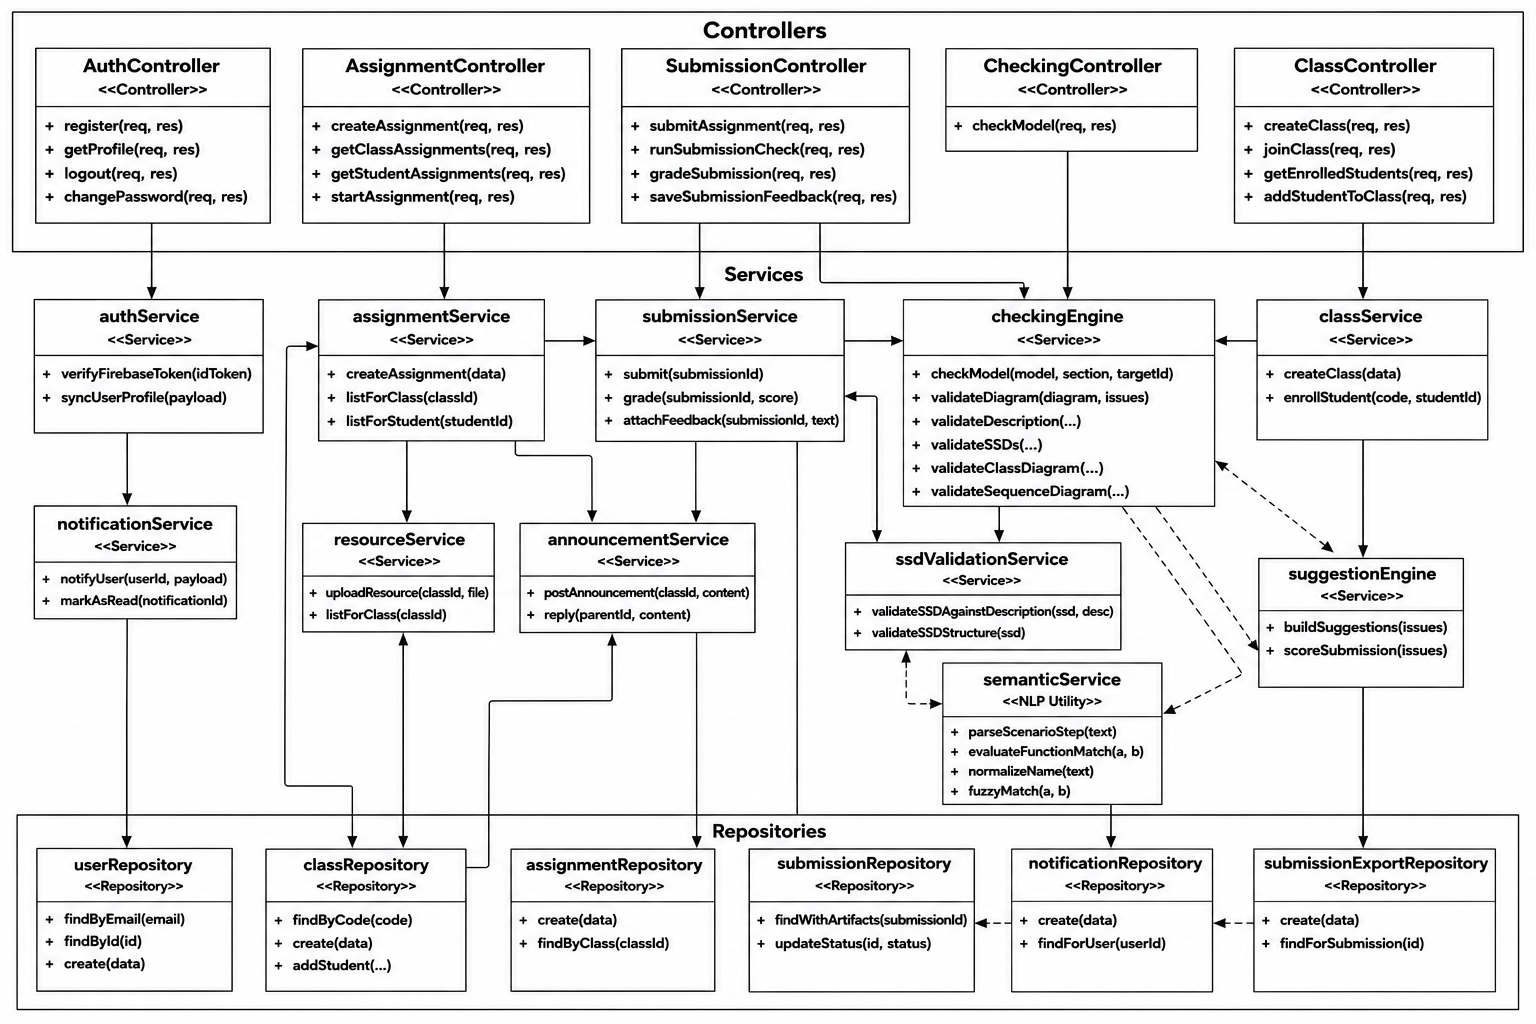 Controllers
AuthController
<<Controller>>
+ register(req, res)
+ getProfile(req, res)
+ logout(req, res)
+ changePassword(req, res)
AssignmentController
<<Controller>>
+ createAssignment(req, res)
+ getClassAssignments(req, res)
+ getStudentAssignments(req, res)
+ startAssignment(req, res)
SubmissionController
<<Controller>>
+ submitAssignment(req, res)
+ runSubmissionCheck(req, res)
+ gradeSubmission(req, res)
+ saveSubmissionFeedback(req, res)
CheckingController
<<Controller>>
+ checkModel(req, res)
ClassController
<<Controller>>
+ createClass(req, res)
+ joinClass(req, res)
+ getEnrolledStudents(req, res)
+ addStudentToClass(req, res)
Services
authService
<<Service>>
+ verifyFirebaseToken(idToken)
+ syncUserProfile(payload)
assignmentService
<<Service>>
+ createAssignment(data)
+ listForClass(classId)
+ listForStudent(studentId)
submissionService
<<Service>>
+ submit(submissionId)
+ grade(submissionId, score)
+ attachFeedback(submissionId, text)
checkingEngine
<<Service>>
+ checkModel(model, section, targetId)
+ validateDiagram(diagram, issues)
+ validateDescription(...)
+ validateSSDs(...)
+ validateClassDiagram(...)
+ validateSequenceDiagram(...)
classService
<<Service>>
+ createClass(data)
+ enrollStudent(code, studentId)
notificationService
<<Service>>
+ notifyUser(userId, payload)
+ markAsRead(notificationId)
resourceService
<<Service>>
+ uploadResource(classId, file)
+ listForClass(classId)
announcementService
<<Service>>
+ postAnnouncement(classId, content)
+ reply(parentId, content)
ssdValidationService
<<Service>>
+ validateSSDAgainstDescription(ssd, desc)
+ validateSSDStructure(ssd)
suggestionEngine
<<Service>>
+ buildSuggestions(issues)
+ scoreSubmission(issues)
semanticService
<<NLP Utility>>
+ parseScenarioStep(text)
+ evaluateFunctionMatch(a, b)
+ normalizeName(text)
+ fuzzyMatch(a, b)
Repositories
userRepository
<<Repository>>
+ findByEmail(email)
+ findById(id)
+ create(data)
classRepository
<<Repository>>
+ findByCode(code)
+ create(data)
+ addStudent(...)
assignmentRepository
<<Repository>>
+ create(data)
+ findByClass(classId)
submissionRepository
<<Repository>>
+ findWithArtifacts(submissionId)
+ updateStatus(id, status)
notificationRepository
<<Repository>>
+ create(data)
+ findForUser(userId)
submissionExportRepository
<<Repository>>
+ create(data)
+ findForSubmission(id)